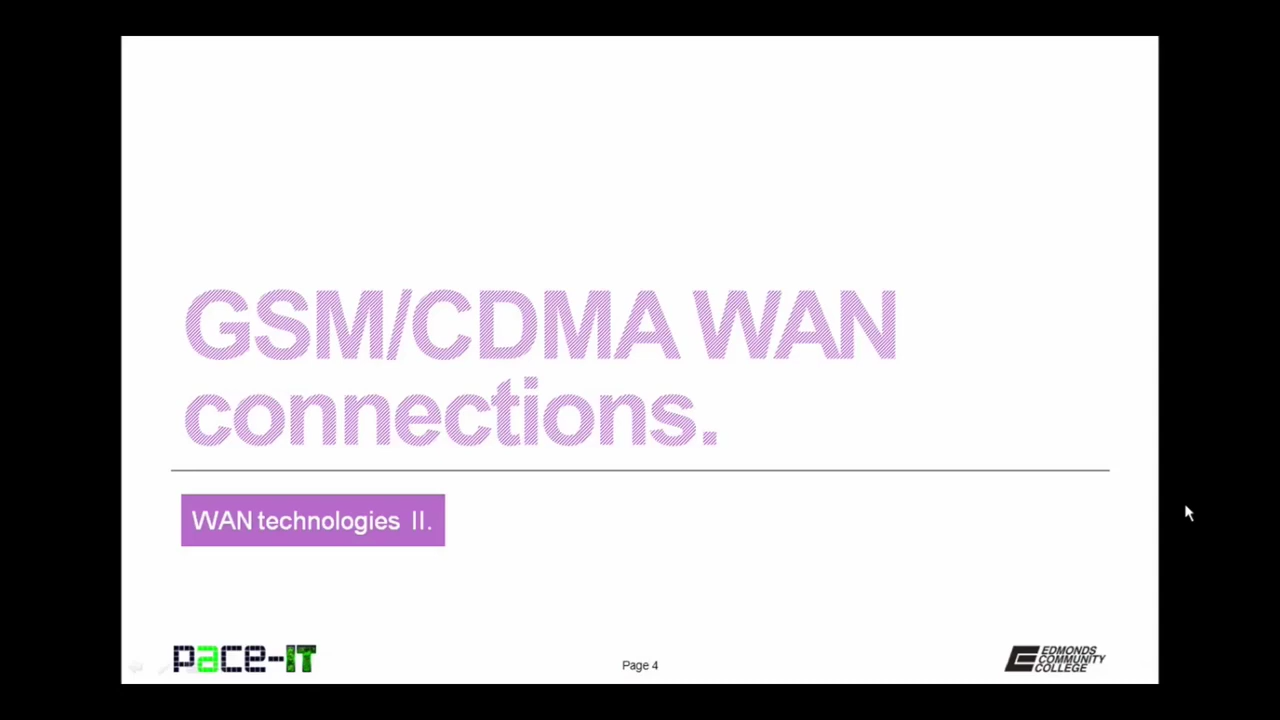 GSM/CDMA WAN
connections.
WAN technologies II.
pace-IT
Page 4
EDMONDS
COMMUNITY
COLLEGE